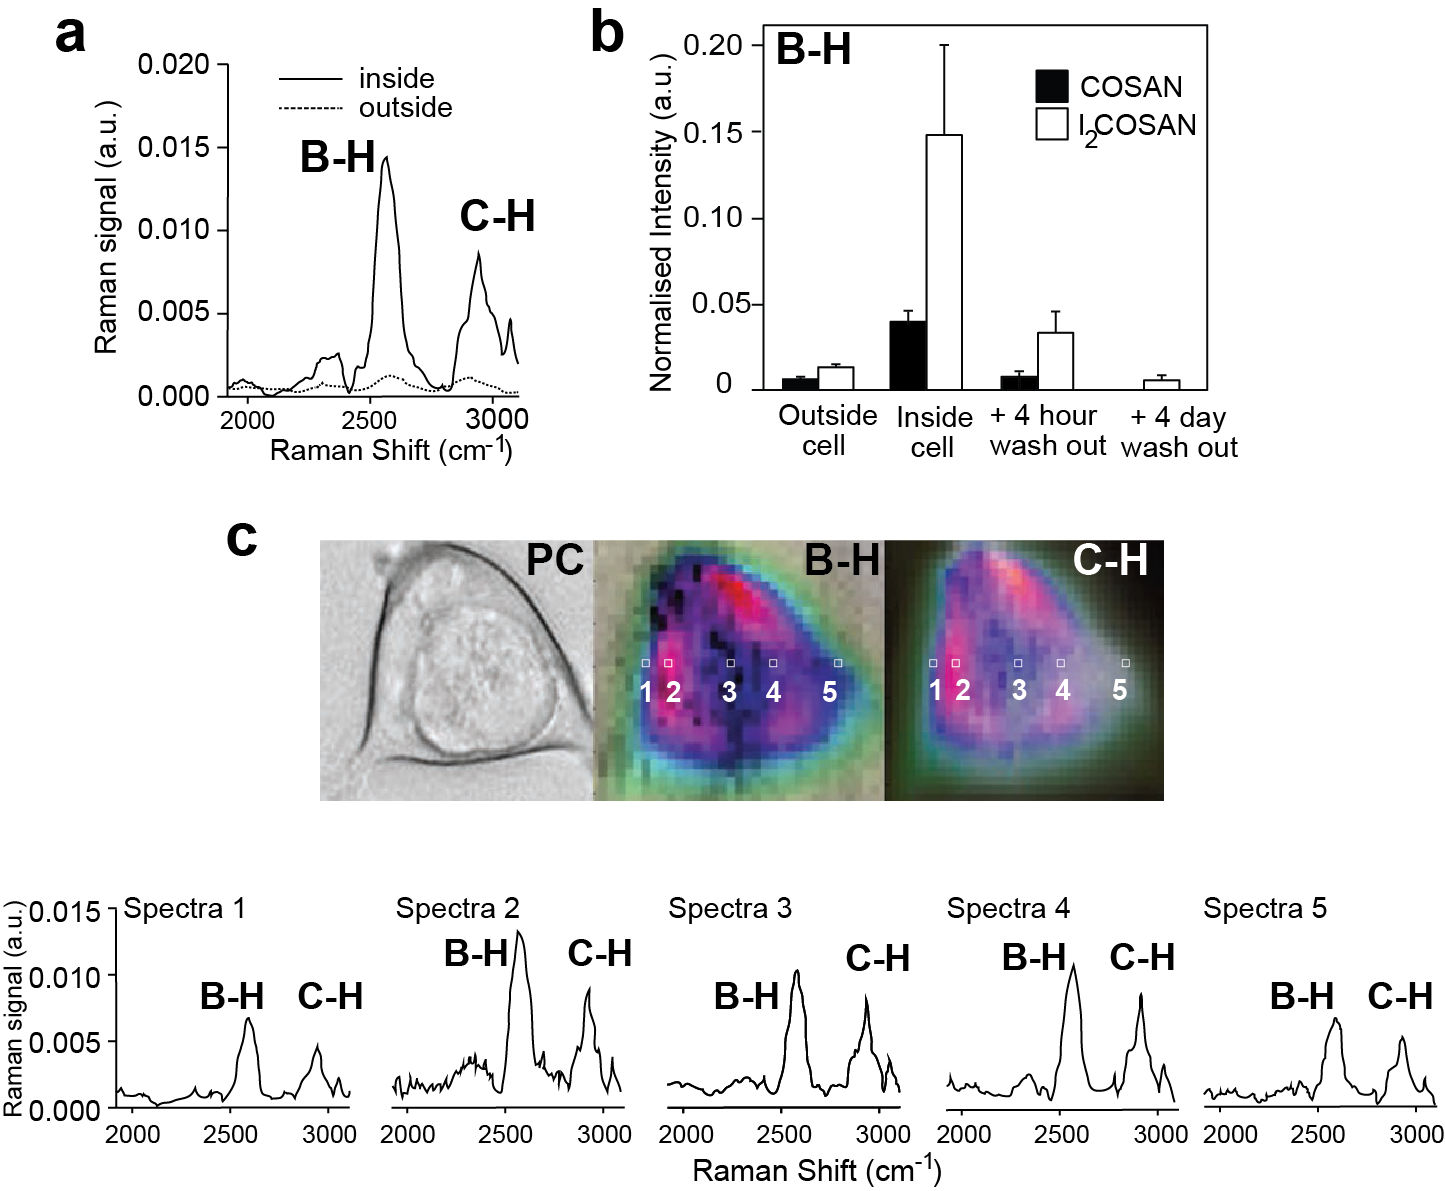 a
0.020
0.015
0.010
0.005
0.000
Raman signal (a.u.)
inside
outside
B-H
C-H
2000 2500 3000
Raman Shift (cm-1)
b
0.20
0.15
0.10
0.05
0
Normalised Intensity (a.u.)
B-H
COSAN
I2COSAN
Outside cell
Inside cell
+ 4 hour wash out
+ 4 day wash out
c
PC
B-H
C-H
1 2 3 4 5
1 2 3 4 5
Raman signal (a.u.)
0.015
0.010
0.005
0.000
Spectra 1
B-H C-H
2000 2500 3000
Spectra 2
B-H C-H
2000 2500 3000
Spectra 3
B-H C-H
2000 2500 3000
Spectra 4
B-H C-H
2000 2500 3000
Spectra 5
B-H C-H
2000 2500 3000
Raman Shift (cm-1)